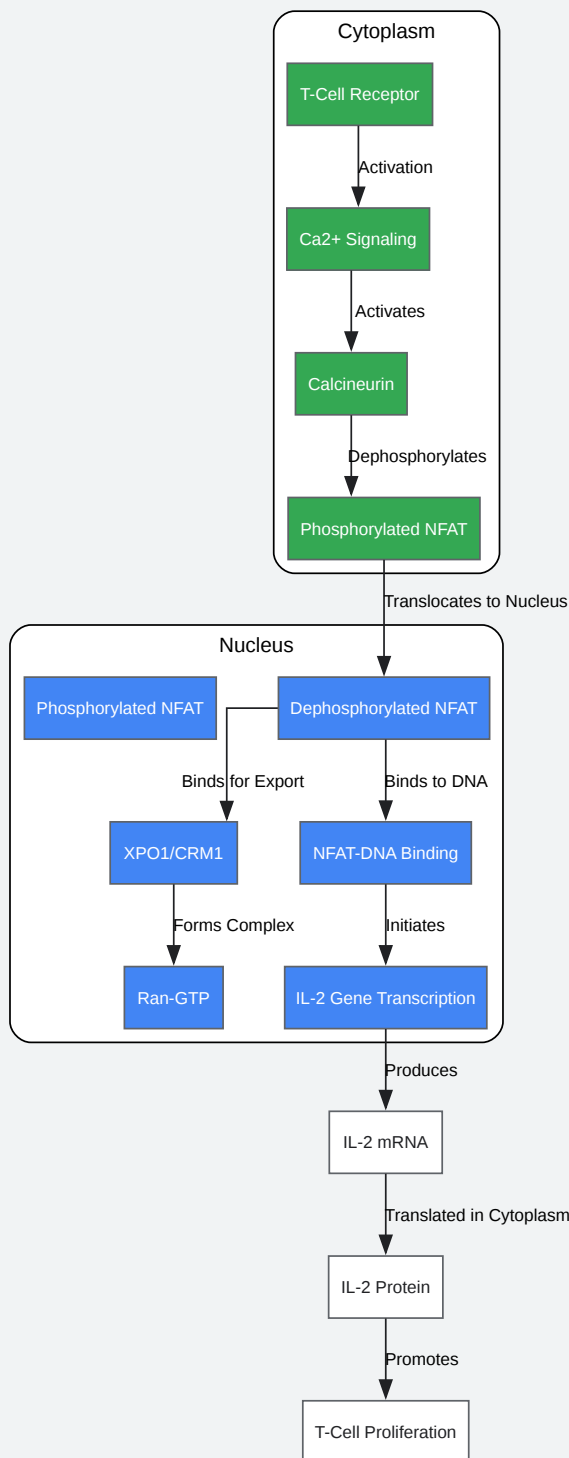 Cytoplasm
T-Cell Receptor
Activation
Ca2+ Signaling
Activates
Calcineurin
Dephosphorylates
Phosphorylated NFAT
Translocates to Nucleus
Nucleus
Phosphorylated NFAT
Dephosphorylated NFAT
Binds for Export
Binds to DNA
XPO1/CRM1
NFAT-DNA Binding
Forms Complex
Initiates
Ran-GTP
IL-2 Gene Transcription
Produces
IL-2 mRNA
Translated in Cytoplasm
IL-2 Protein
Promotes
T-Cell Proliferation